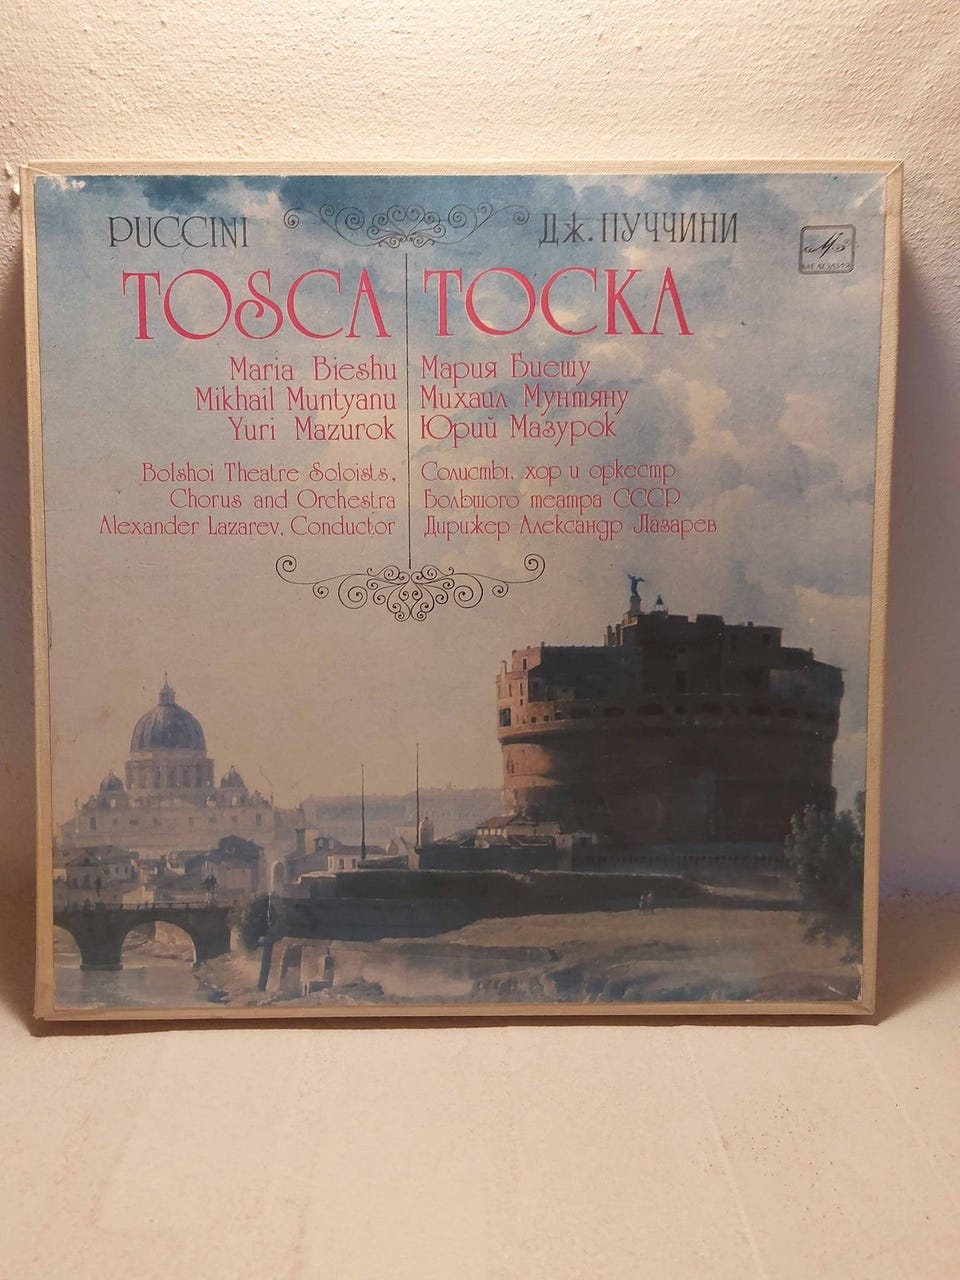 PUCCINI
Дж. ПУЧЧИНИ
МЕЛОДИЯ
TOSCA
ТОСКА
Maria Bieshu
Mikhail Muntyanu
Yuri Mazurok
Мария Биешу
Михаил Мунтяну
Юрий Мазурок
Bolshoi Theatre Soloists,
Chorus and Orchestra
Alexander Lazarev, Conductor
Солисты, хор и оркестр
Большого театра СССР
Дирижер Александр Лазарев